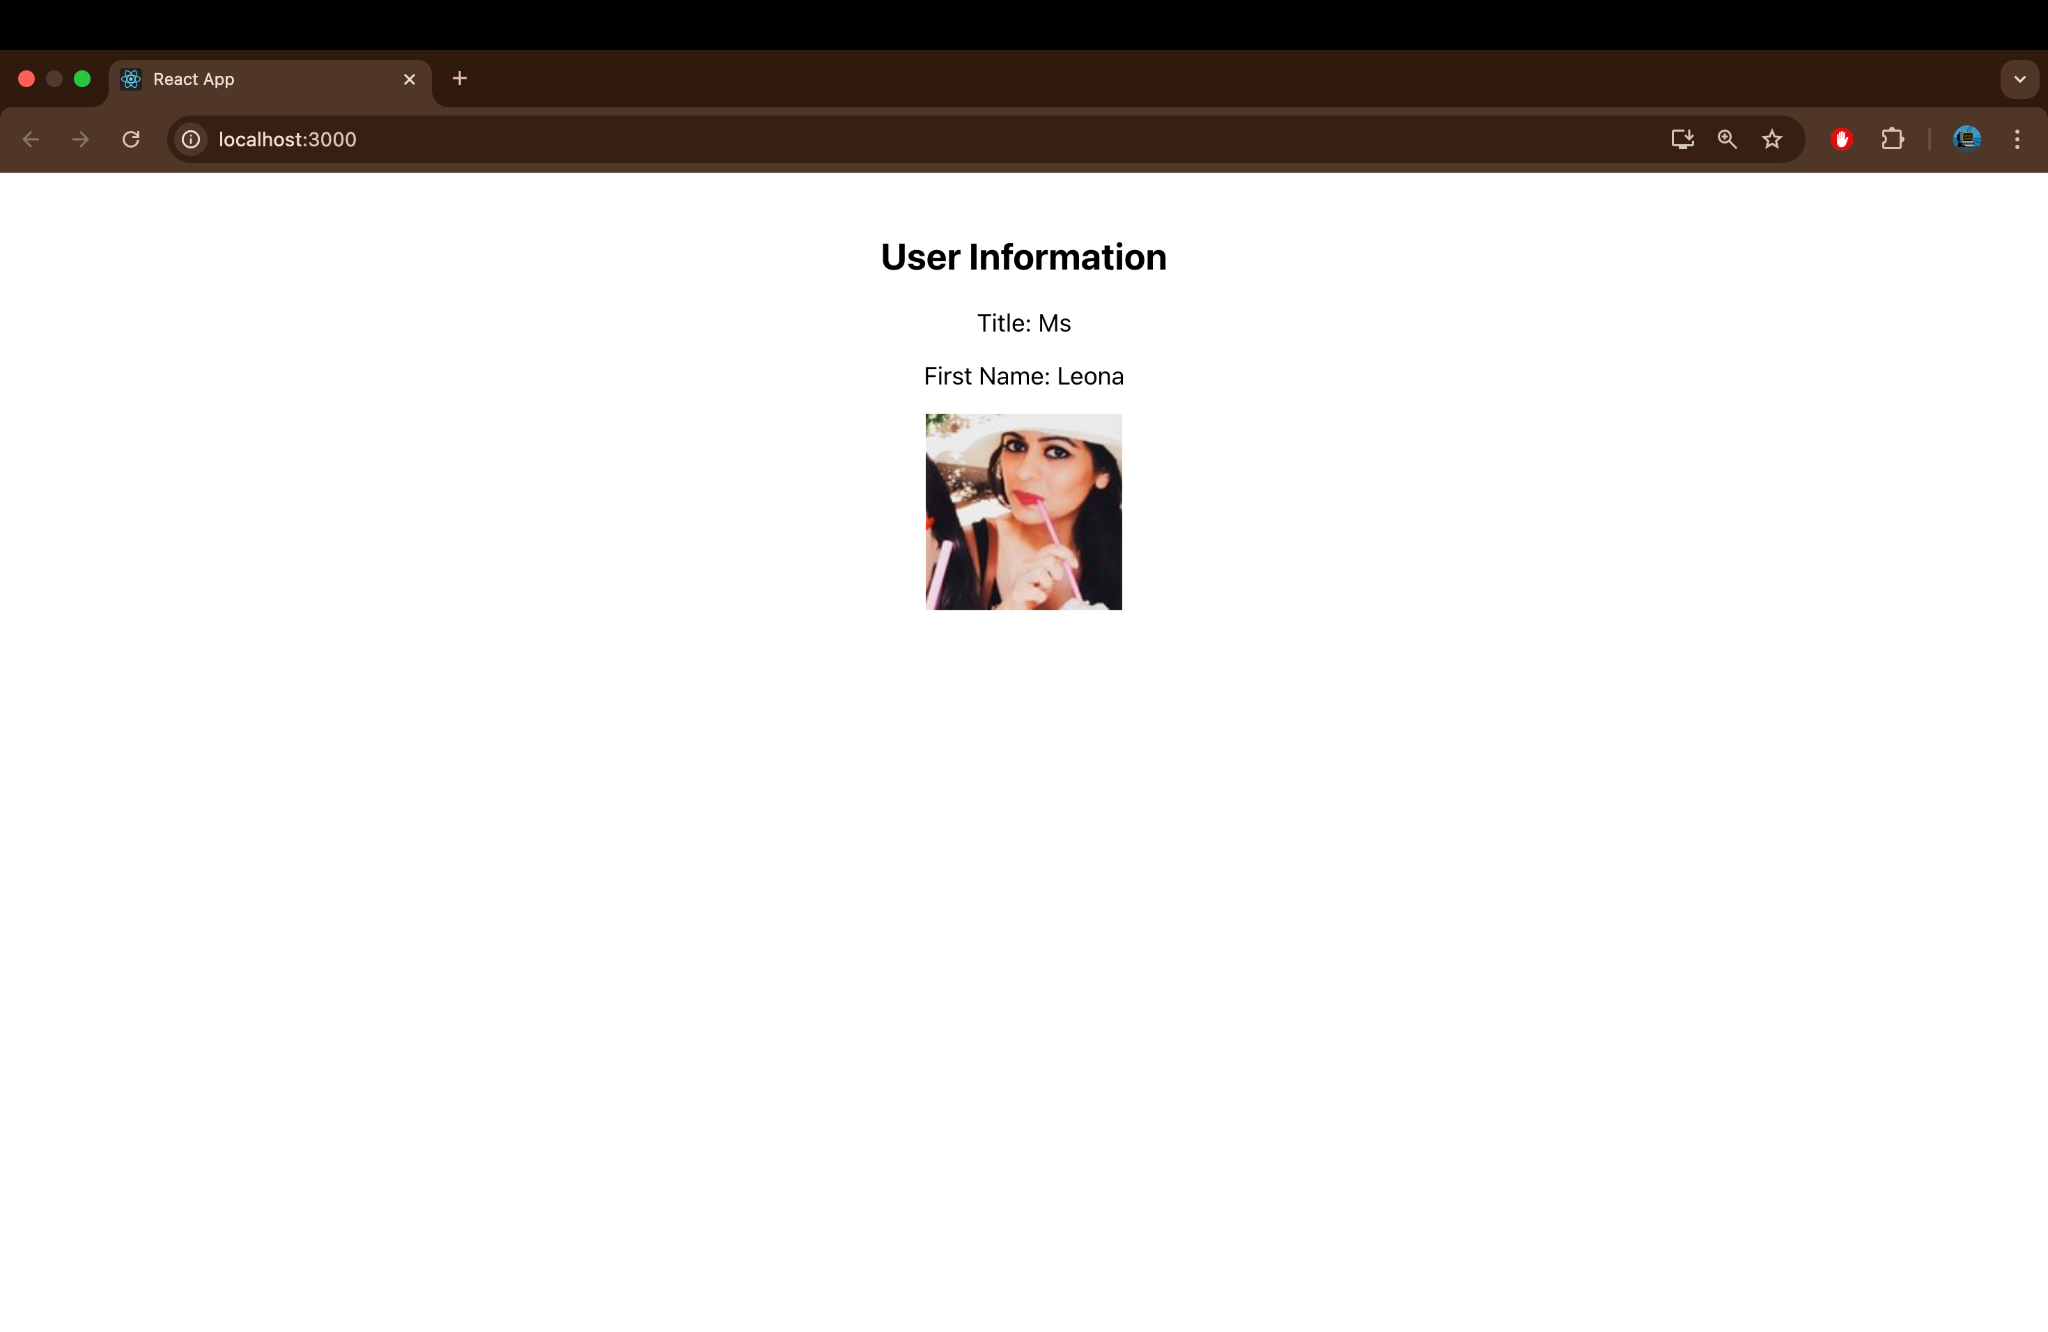 React App
localhost:3000
User Information
Title: Ms
First Name: Leona